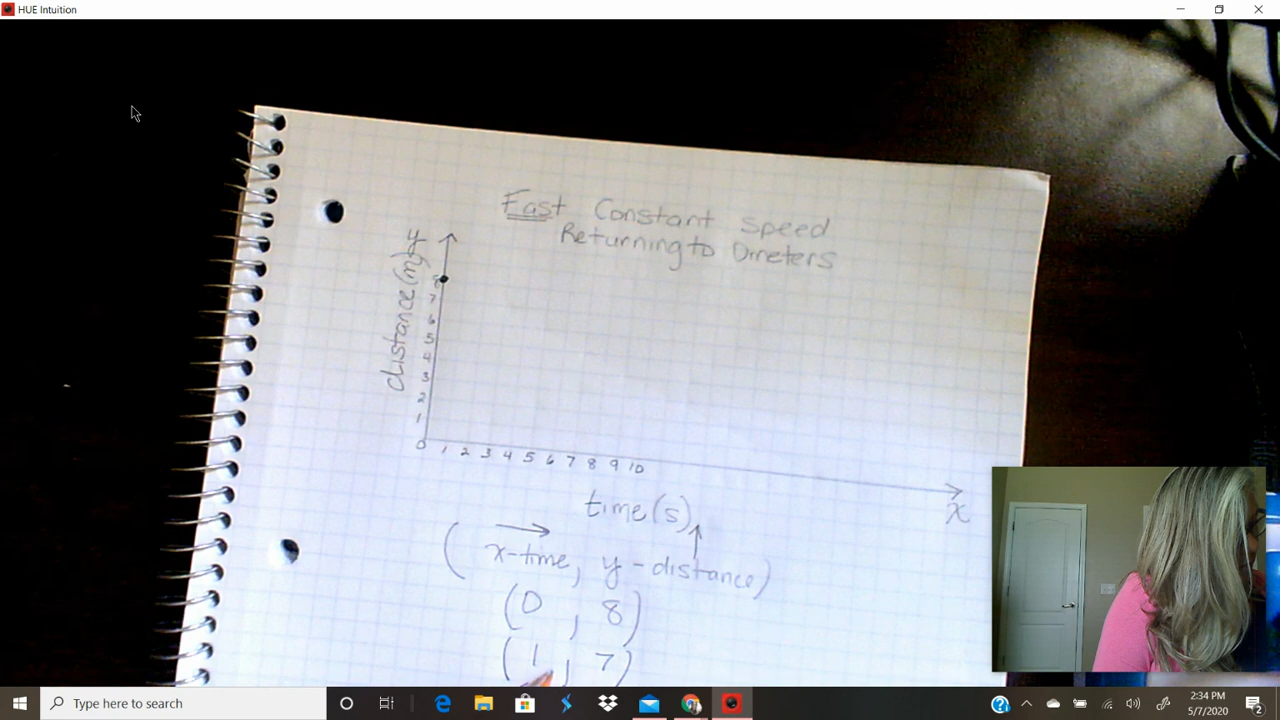 HUE Intuition
Fast Constant Speed
Returning to 0meters
y
distance(m)
8
7
6
5
4
3
2
1
0 1 2 3 4 5 6 7 8 9 10
time(s)
x
(x-time, y-distance)
(0, 8)
(1, 7)
Type here to search
2:34 PM
5/7/2020
2